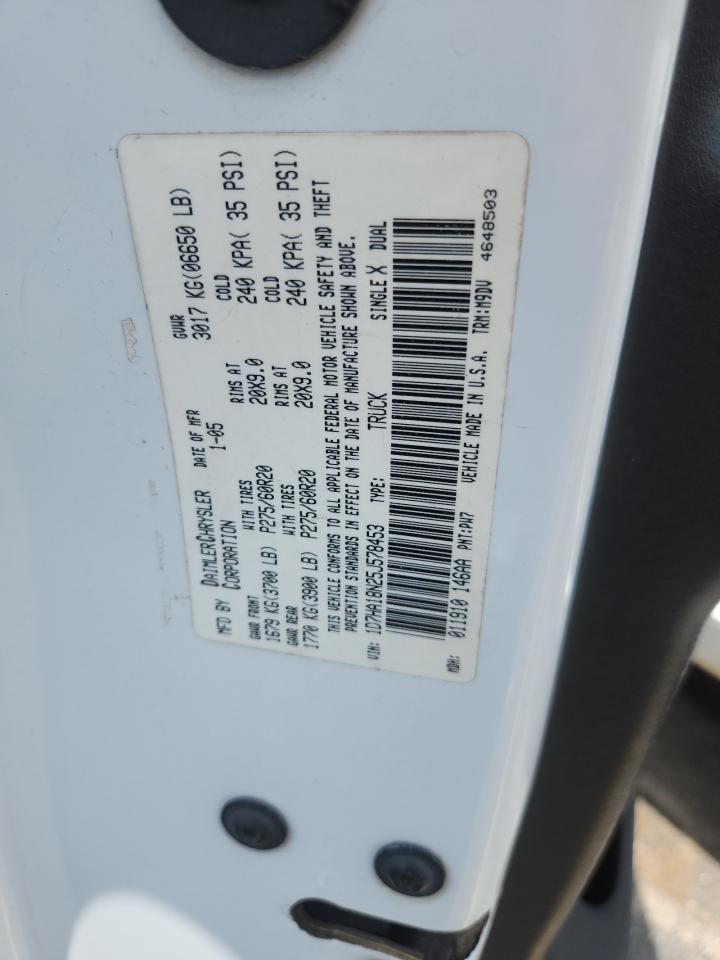 MFD BY DAIMLERCHRYSLER CORPORATION DATE OF MFR 1-05 GVWR 3017 KG(06650 LB)
GAWR FRONT 1679 KG(3700 LB) WITH TIRES P275/60R20 RIMS AT 20X9.0 COLD 240 KPA( 35 PSI)
GAWR REAR 1770 KG(3900 LB) WITH TIRES P275/60R20 RIMS AT 20X9.0 COLD 240 KPA( 35 PSI)
THIS VEHICLE CONFORMS TO ALL APPLICABLE FEDERAL MOTOR VEHICLE SAFETY AND THEFT
PREVENTION STANDARDS IN EFFECT ON THE DATE OF MANUFACTURE SHOWN ABOVE.
VIN: 1D7HA18N25J578453 TYPE: TRUCK SINGLE X DUAL
MDH: 011910 146AA PNT:PW7 VEHICLE MADE IN U.S.A. TRM:M9DV 4648503